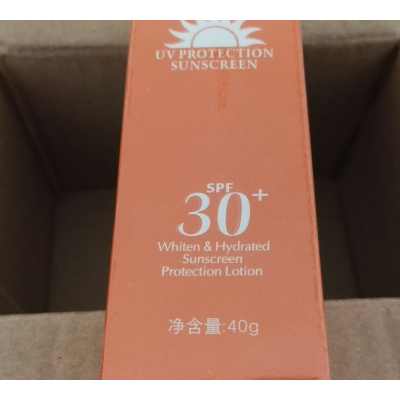 UV PROTECTION
SUNSCREEN
SPF
30+
Whiten & Hydrated
Sunscreen
Protection Lotion
净含量:40g